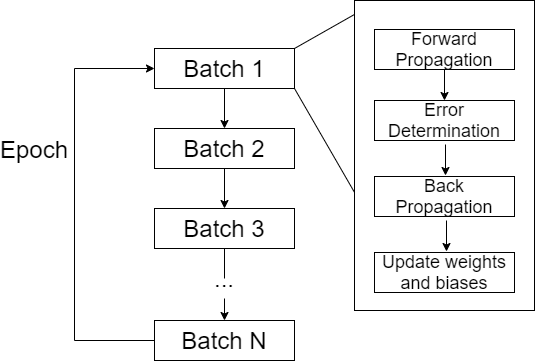 Epoch
Batch 1
Batch 2
Batch 3
...
Batch N
Forward
Propagation
Error
Determination
Back
Propagation
Update weights
and biases